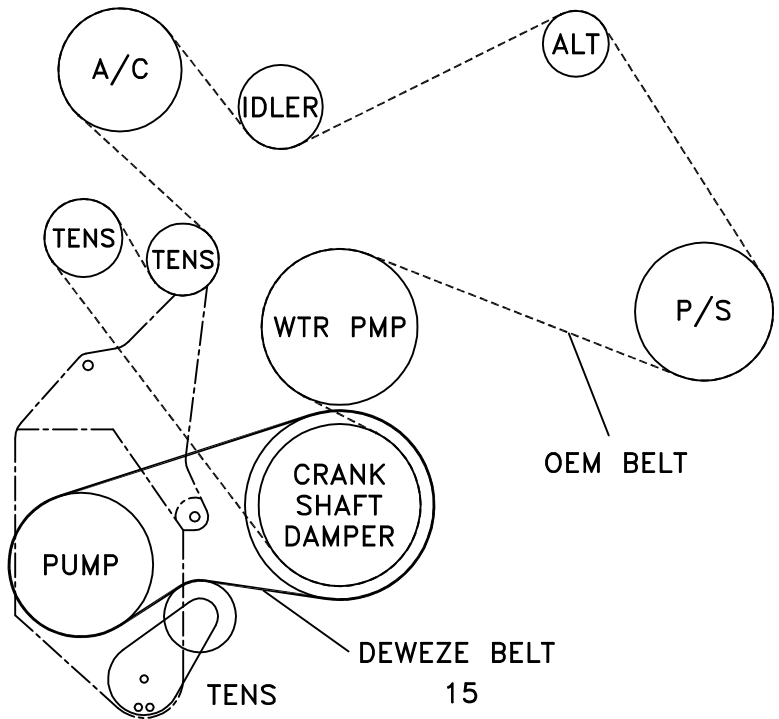 A/C
IDLER
ALT
TENS
TENS
WTR PMP
P/S
OEM BELT
CRANK
SHAFT
DAMPER
PUMP
DEWEZE BELT
TENS
15